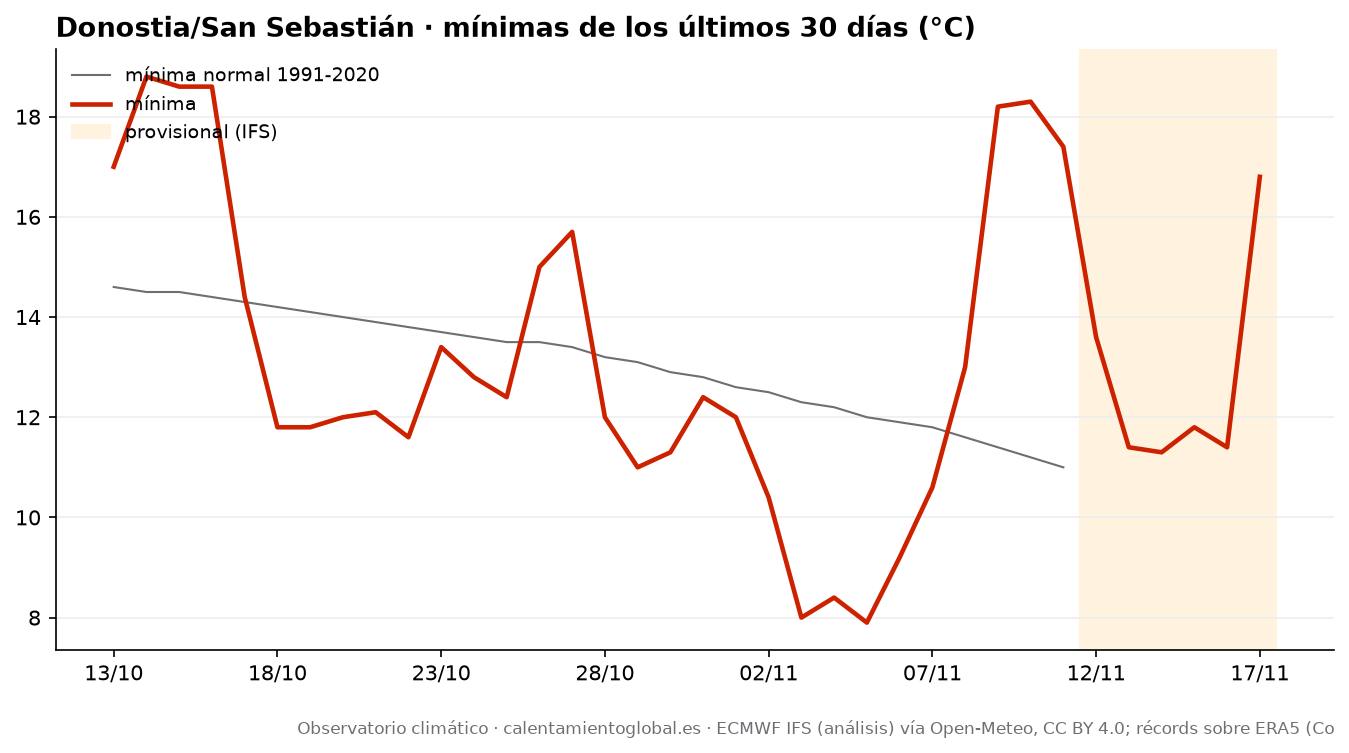 Donostia/San Sebastián · mínimas de los últimos 30 días (°C)
mínima normal 1991-2020
mínima
provisional (IFS)
18
16
14
12
10
8
13/10 18/10 23/10 28/10 02/11 07/11 12/11 17/11
Observatorio climático · calentamientoglobal.es · ECMWF IFS (análisis) vía Open-Meteo, CC BY 4.0; récords sobre ERA5 (Co